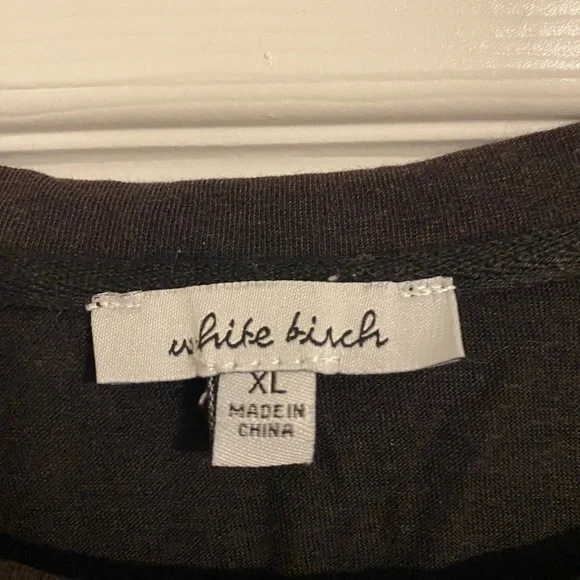 white birch
XL
MADE IN
CHINA